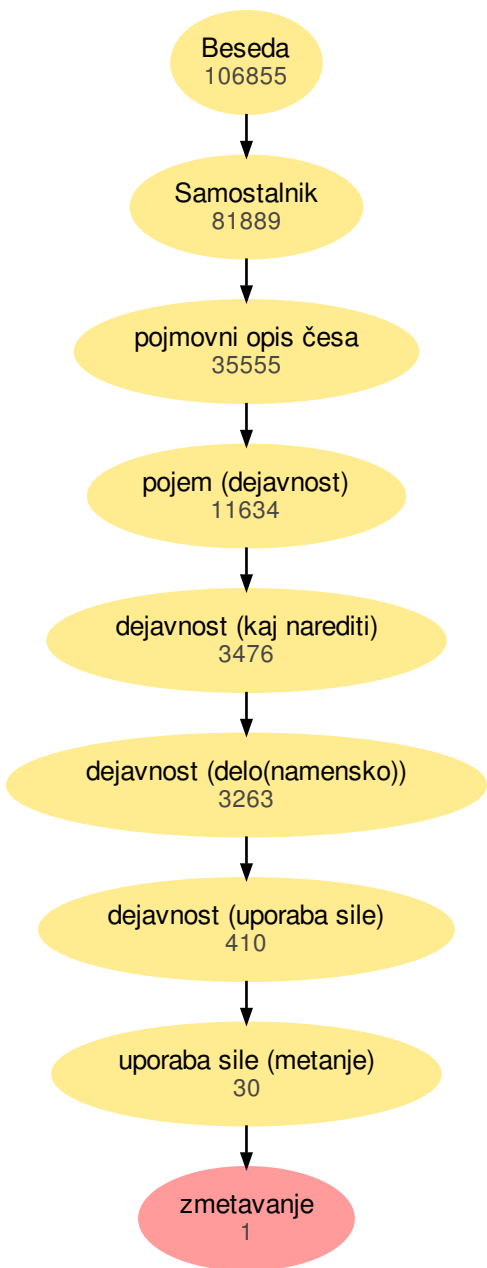 Beseda
106855
Samostalnik
81889
pojmovni opis česa
35555
pojem (dejavnost)
11634
dejavnost (kaj narediti)
3476
dejavnost (delo(namensko))
3263
dejavnost (uporaba sile)
410
uporaba sile (metanje)
30
zmetavanje
1